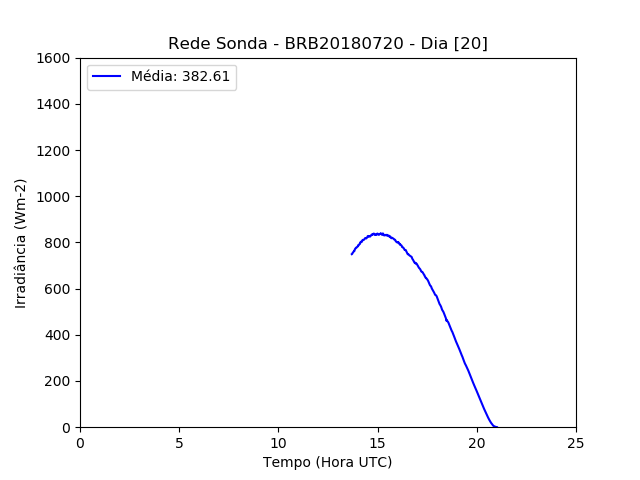 Rede Sonda - BRB20180720 - Dia [20]
Média: 382.61
Irradiância (Wm-2)
1600
1400
1200
1000
800
600
400
200
0
0 5 10 15 20 25
Tempo (Hora UTC)